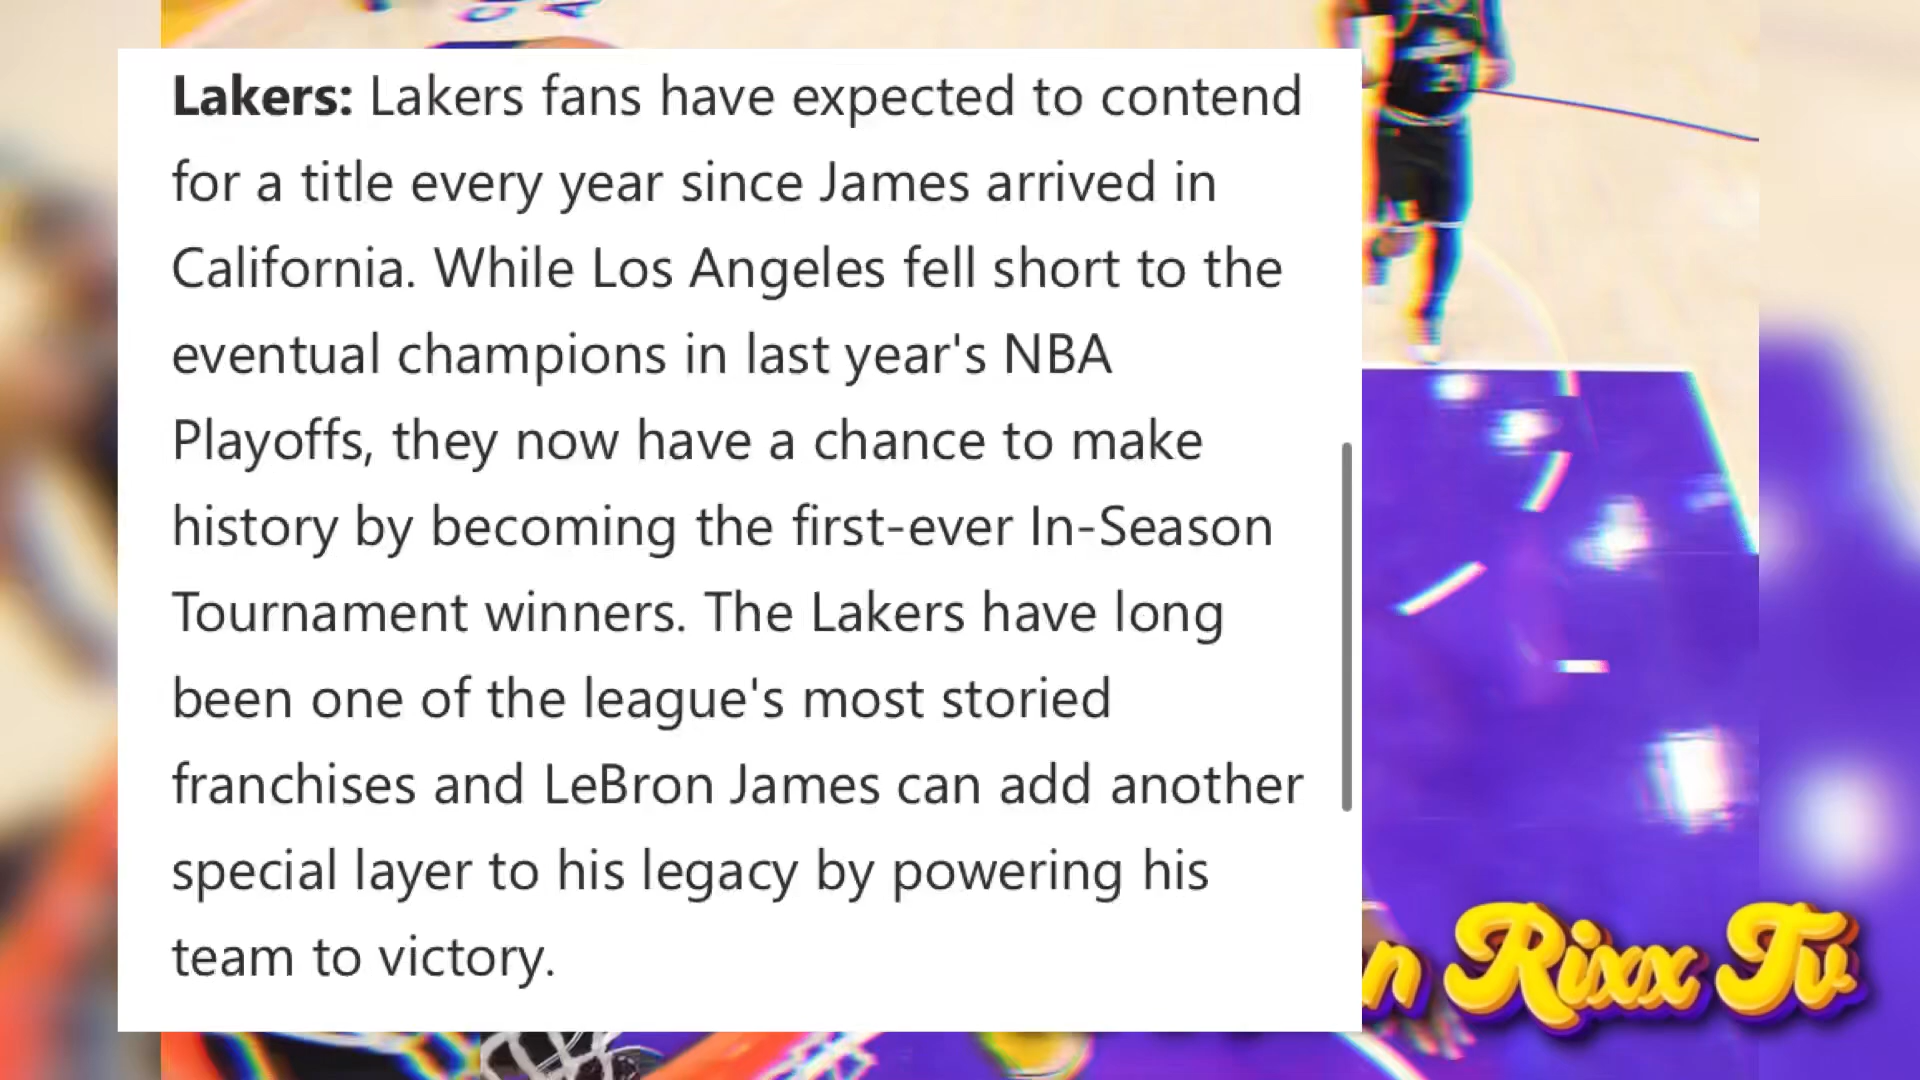 Lakers: Lakers fans have expected to contend
for a title every year since James arrived in
California. While Los Angeles fell short to the
eventual champions in last year's NBA
Playoffs, they now have a chance to make
history by becoming the first-ever In-Season
Tournament winners. The Lakers have long
been one of the league's most storied
franchises and LeBron James can add another
special layer to his legacy by powering his
team to victory.
n Rixx Tv